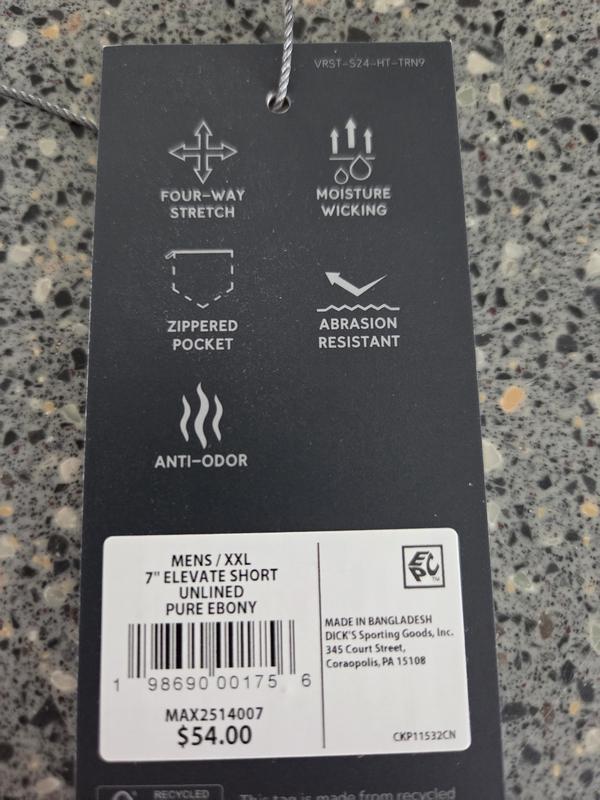 VRST-S24-HT-TRN9
FOUR-WAY
STRETCH
MOISTURE
WICKING
ZIPPERED
POCKET
ABRASION
RESISTANT
ANTI-ODOR
MENS / XXL
7" ELEVATE SHORT
UNLINED
PURE EBONY
1 98690 00175 6
MAX2514007
$54.00
EPC™
MADE IN BANGLADESH
DICK'S Sporting Goods, Inc.
345 Court Street,
Coraopolis, PA 15108
CKP11532CN
RECYCLED
This tag is made from recycled